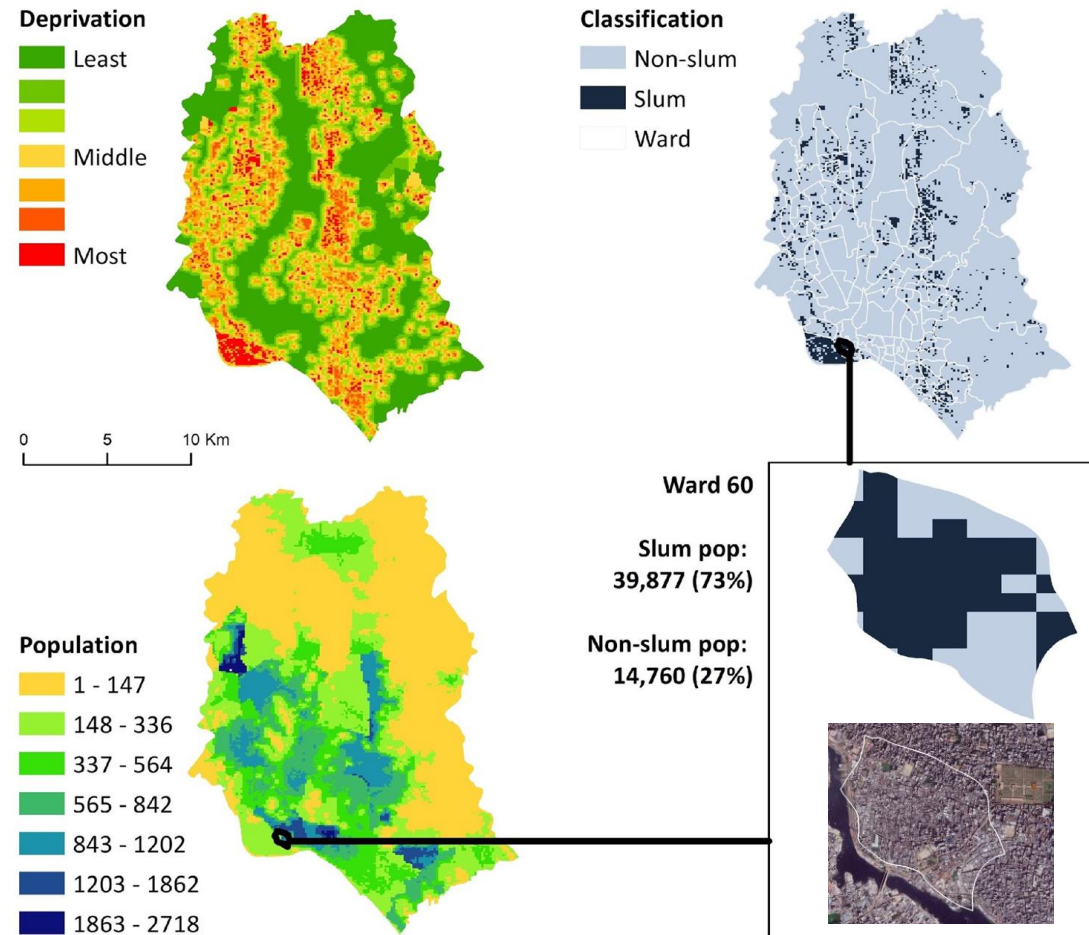 Deprivation
Least
Middle
Most
0 5 10 Km
Classification
Non-slum
Slum
Ward
Population
1 - 147
148 - 336
337 - 564
565 - 842
843 - 1202
1203 - 1862
1863 - 2718
Ward 60
Slum pop:
39,877 (73%)
Non-slum pop:
14,760 (27%)